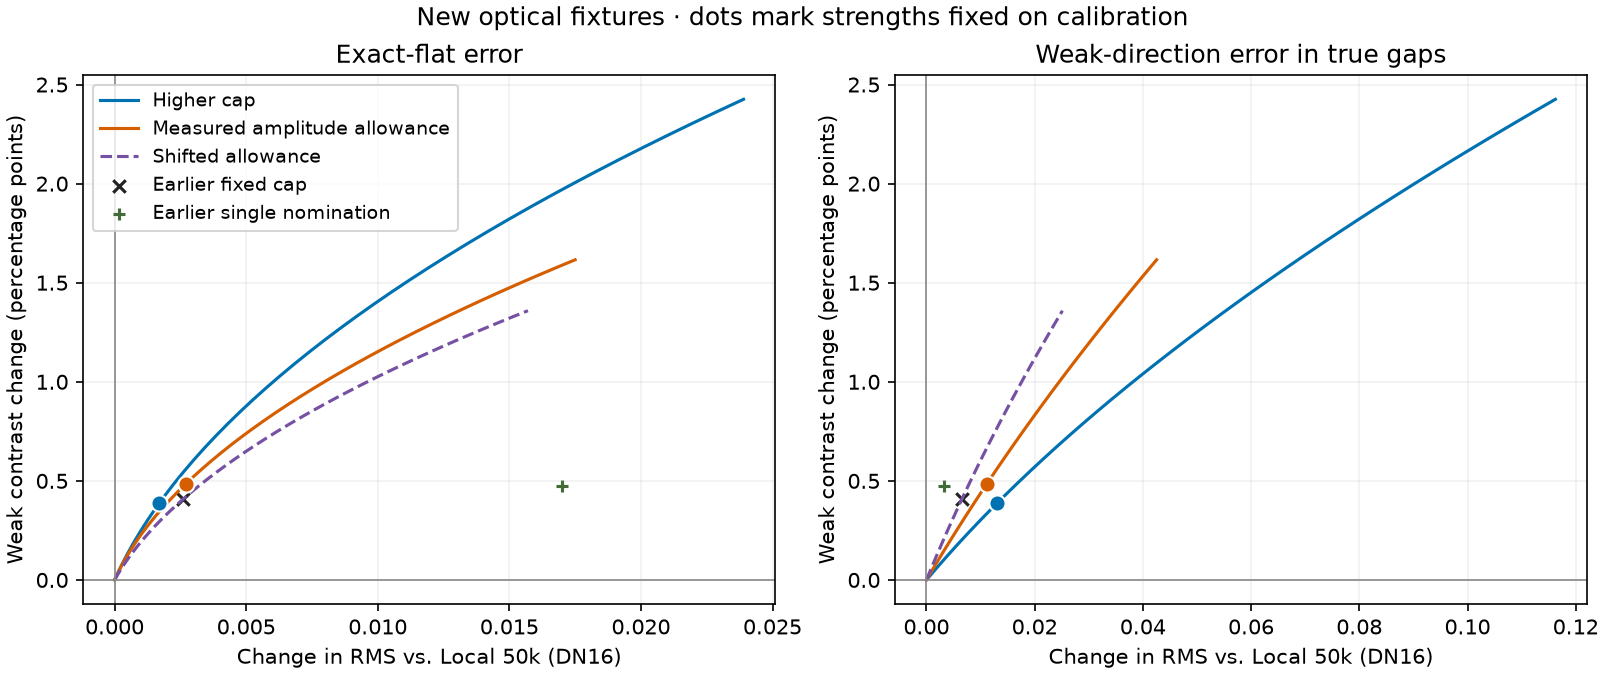 New optical fixtures · dots mark strengths fixed on calibration
Exact-flat error
Weak contrast change (percentage points)
2.5
2.0
1.5
1.0
0.5
0.0
Higher cap
Measured amplitude allowance
Shifted allowance
Earlier fixed cap
Earlier single nomination
0.000 0.005 0.010 0.015 0.020 0.025
Change in RMS vs. Local 50k (DN16)
Weak-direction error in true gaps
Weak contrast change (percentage points)
2.5
2.0
1.5
1.0
0.5
0.0
0.00 0.02 0.04 0.06 0.08 0.10 0.12
Change in RMS vs. Local 50k (DN16)